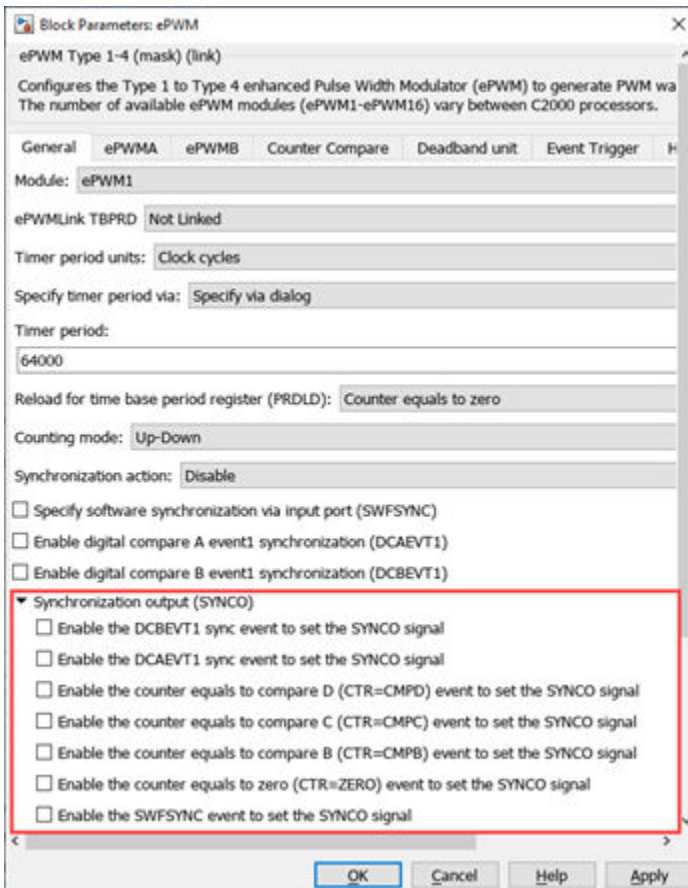 Block Parameters: ePWM
ePWM Type 1-4 (mask) (link)
Configures the Type 1 to Type 4 enhanced Pulse Width Modulator (ePWM) to generate PWM wa
The number of available ePWM modules (ePWM1-ePWM16) vary between C2000 processors.
General ePWMA ePWMB Counter Compare Deadband unit Event Trigger H
Module: ePWM1
ePWMLink TBPRD Not Linked
Timer period units: Clock cycles
Specify timer period via: Specify via dialog
Timer period:
64000
Reload for time base period register (PRDLD): Counter equals to zero
Counting mode: Up-Down
Synchronization action: Disable
Specify software synchronization via input port (SWFSYNC)
Enable digital compare A event1 synchronization (DCAEVT1)
Enable digital compare B event1 synchronization (DCBEVT1)
Synchronization output (SYNCO)
Enable the DCBEVT1 sync event to set the SYNCO signal
Enable the DCAEVT1 sync event to set the SYNCO signal
Enable the counter equals to compare D (CTR=CMPD) event to set the SYNCO signal
Enable the counter equals to compare C (CTR=CMPC) event to set the SYNCO signal
Enable the counter equals to compare B (CTR=CMPB) event to set the SYNCO signal
Enable the counter equals to zero (CTR=ZERO) event to set the SYNCO signal
Enable the SWFSYNC event to set the SYNCO signal
OK Cancel Help Apply